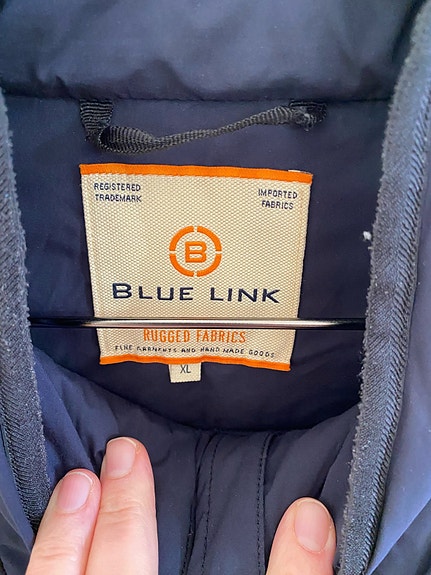 REGISTERED
TRADEMARK
IMPORTED
FABRICS
B
BLUE LINK
RUGGED FABRICS
FINE GARMENTS AND HAND MADE GOODS
XL